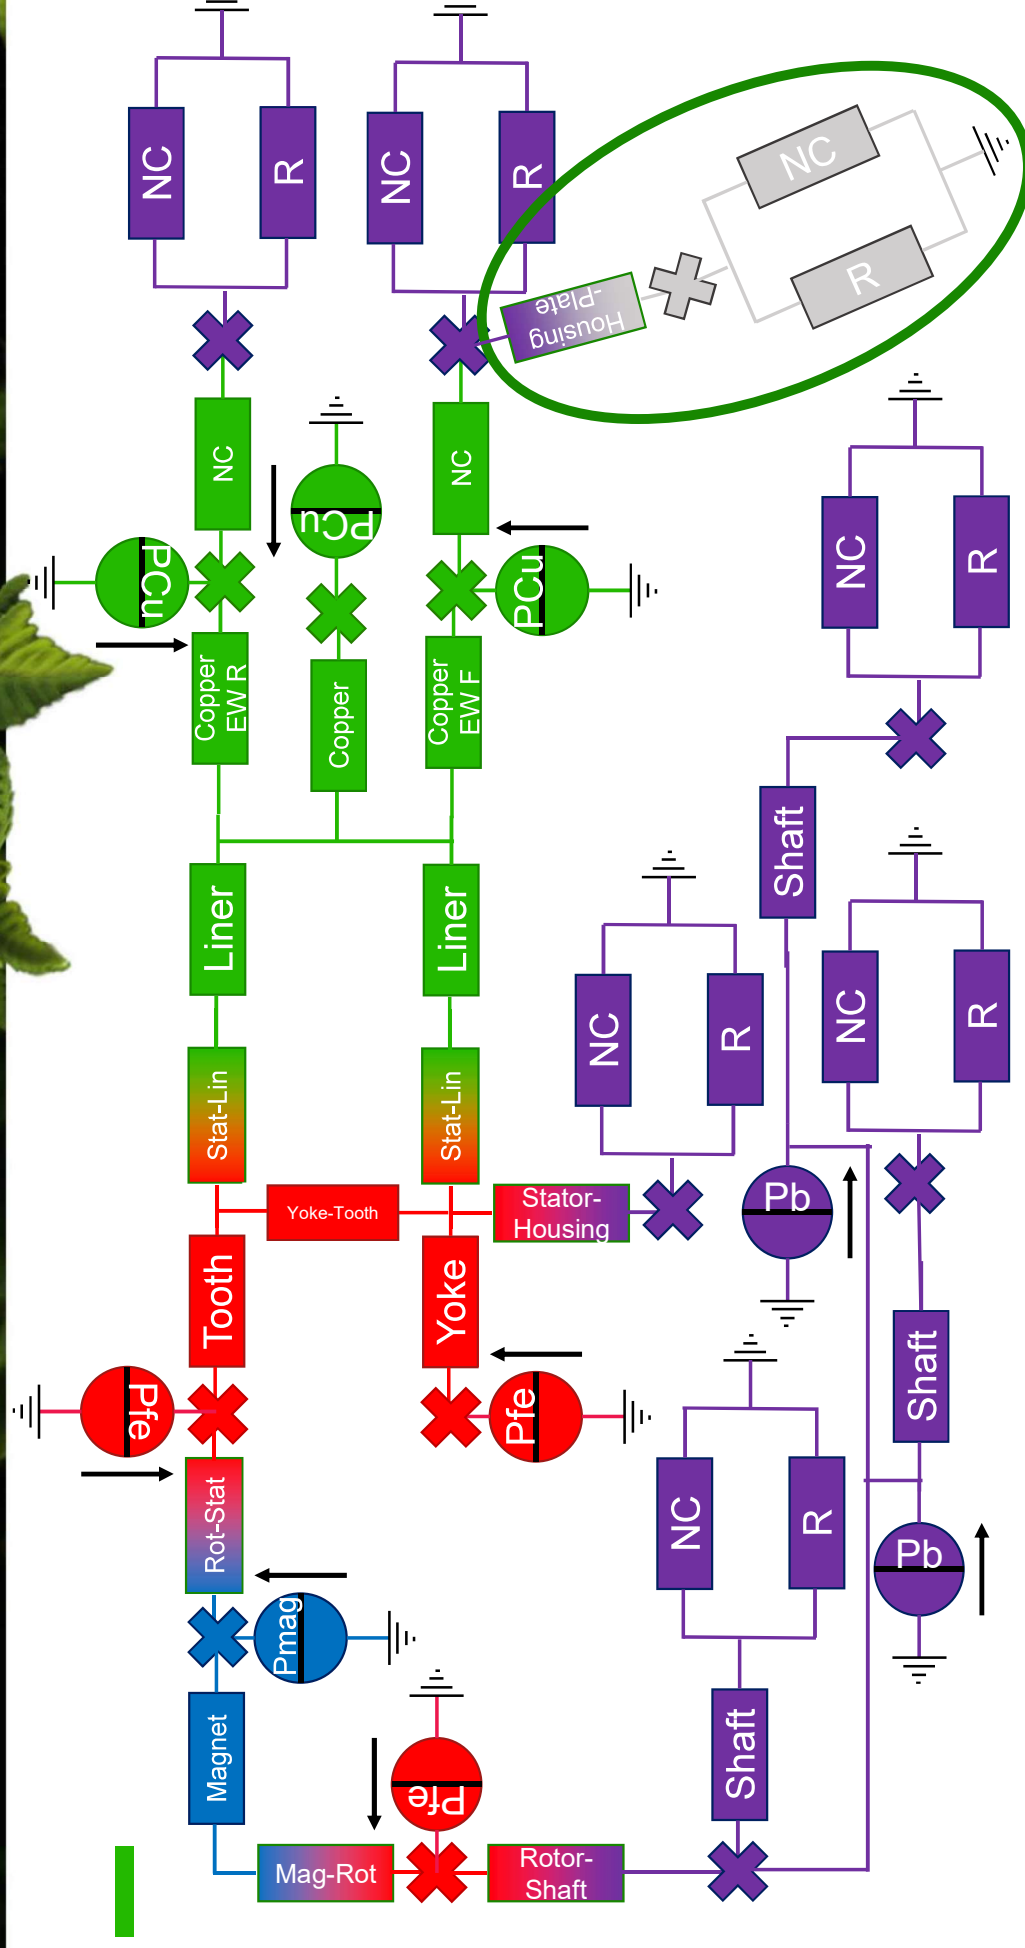 NC
R
NC
R
NC
R
Housing
-Plate
NC
NC
PCu
PCu
PCu
Copper
EW R
Copper
Copper
EW F
NC
R
Shaft
Liner
Liner
NC
R
NC
R
Stat-Lin
Stat-Lin
Yoke-Tooth
Stator-
Housing
Pb
Tooth
Yoke
Pfe
Pfe
Shaft
Rot-Stat
NC
R
Pb
Pmag
Magnet
Pfe
Shaft
Mag-Rot
Rotor-
Shaft